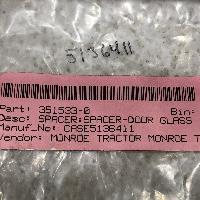 5136411
Part: 351533-0 Bin:
Desc: SPACER:SPACER-DOOR GLASS
Manuf_No: CASE5136411
Vendor: MONROE TRACTOR MONROE T